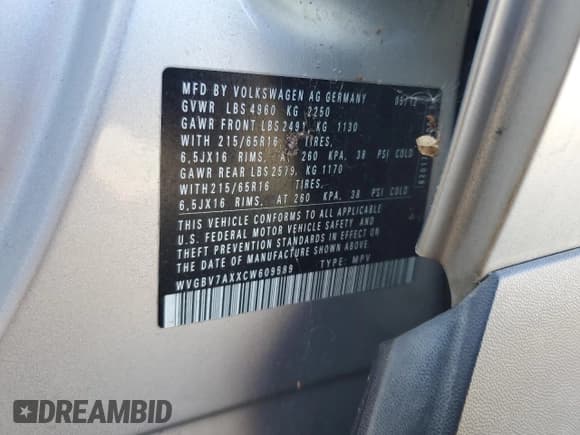 MFD BY VOLKSWAGEN AG GERMANY 05/12
GVWR LBS 4960 KG 2250
GAWR FRONT LBS 2491 KG 1130
WITH 215/65R16 TIRES,
6,5JX16 RIMS, AT 260 KPA, 38 PSI COLD
GAWR REAR LBS 2579, KG 1170
WITH 215/65R16 TIRES,
6,5JX16 RIMS, AT 260 KPA, 38 PSI COLD
THIS VEHICLE CONFORMS TO ALL APPLICABLE
U.S. FEDERAL MOTOR VEHICLE SAFETY AND
THEFT PREVENTION STANDARDS IN EFFECT ON
THE DATE OF MANUFACTURE SHOWN ABOVE
WVGBV7AXXCW609589 TYPE: MPV
DREAMBID